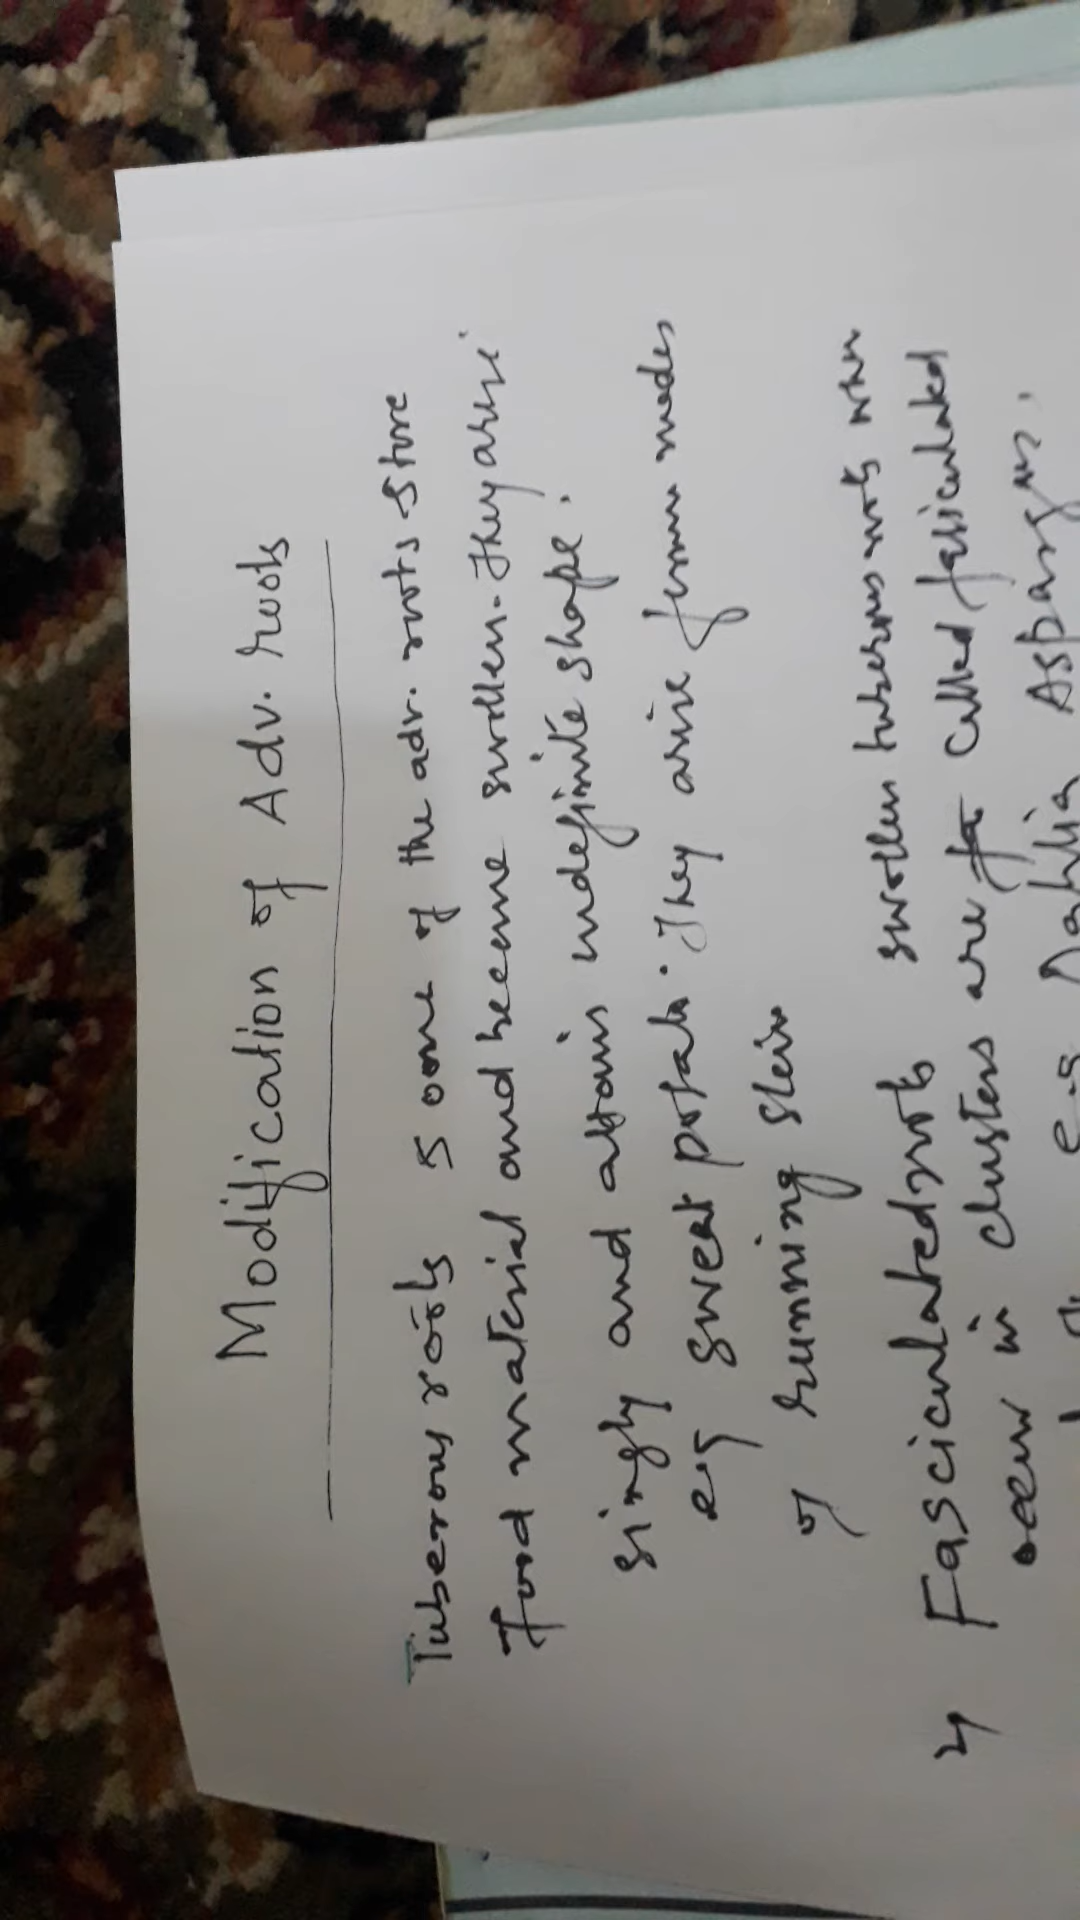 Modification of Adv. roots
Tuberous roots some of the adv. roots store
Food material and become swollen. They arise
singly and attain indefinite shape.
e.g sweet potato. They arise from nodes
of running stem
2) Fasciculated roots swollen tuberous roots when
occur in clusters are called fasciculated
e.g Dahlia Asparagus.